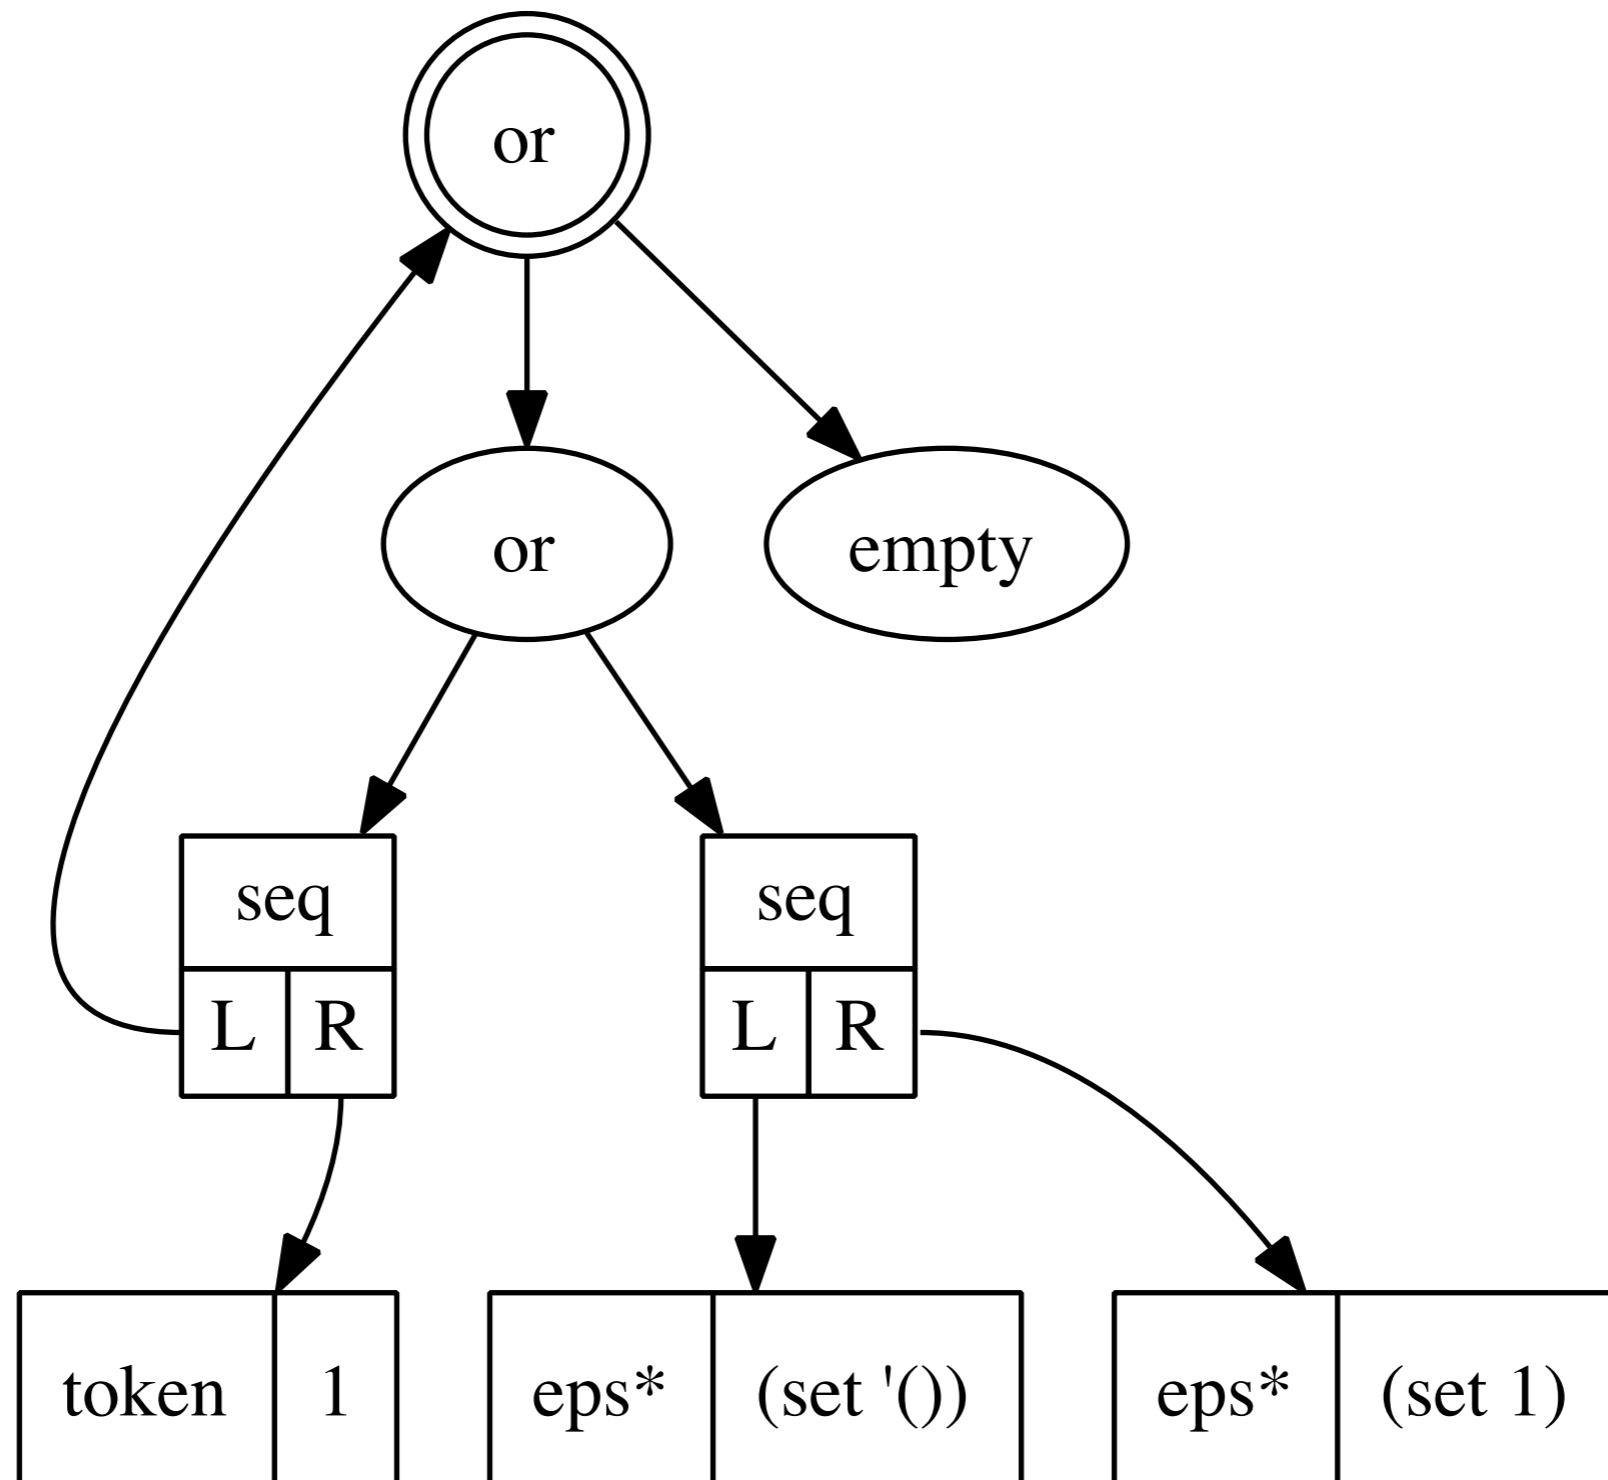 or
or
empty
seq
seq
L R
L R
token 1
eps* (set '())
eps* (set 1)